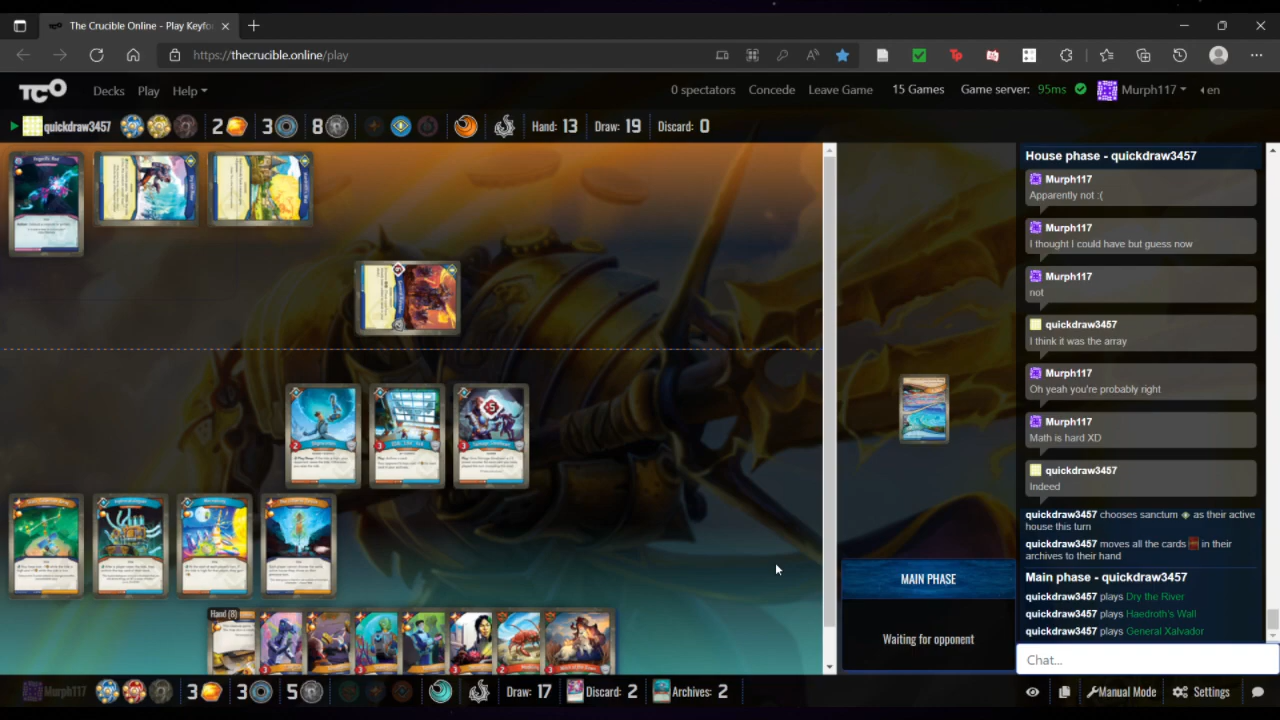 The Crucible Online - Play Keyfo
https://thecrucible.online/play
TCO
Decks Play Help
0 spectators Concede Leave Game 15 Games Game server: 95ms Murph117 en
quickdraw3457 2 3 8 Hand: 13 Draw: 19 Discard: 0
House phase - quickdraw3457
Murph117
Apparently not :(
Murph117
I thought I could have but guess now
Murph117
not
quickdraw3457
I think it was the array
Murph117
Oh yeah you're probably right
Murph117
Math is hard XD
quickdraw3457
Indeed
quickdraw3457 chooses sanctum as their active
house this turn
quickdraw3457 moves all the cards in their
archives to their hand
Main phase - quickdraw3457
quickdraw3457 plays Dry the River
quickdraw3457 plays Haedroth's Wall
quickdraw3457 plays General Xalvador
MAIN PHASE
Waiting for opponent
Chat...
Hand (8)
Murph117 3 3 5 Draw: 17 Discard: 2 Archives: 2
Manual Mode Settings